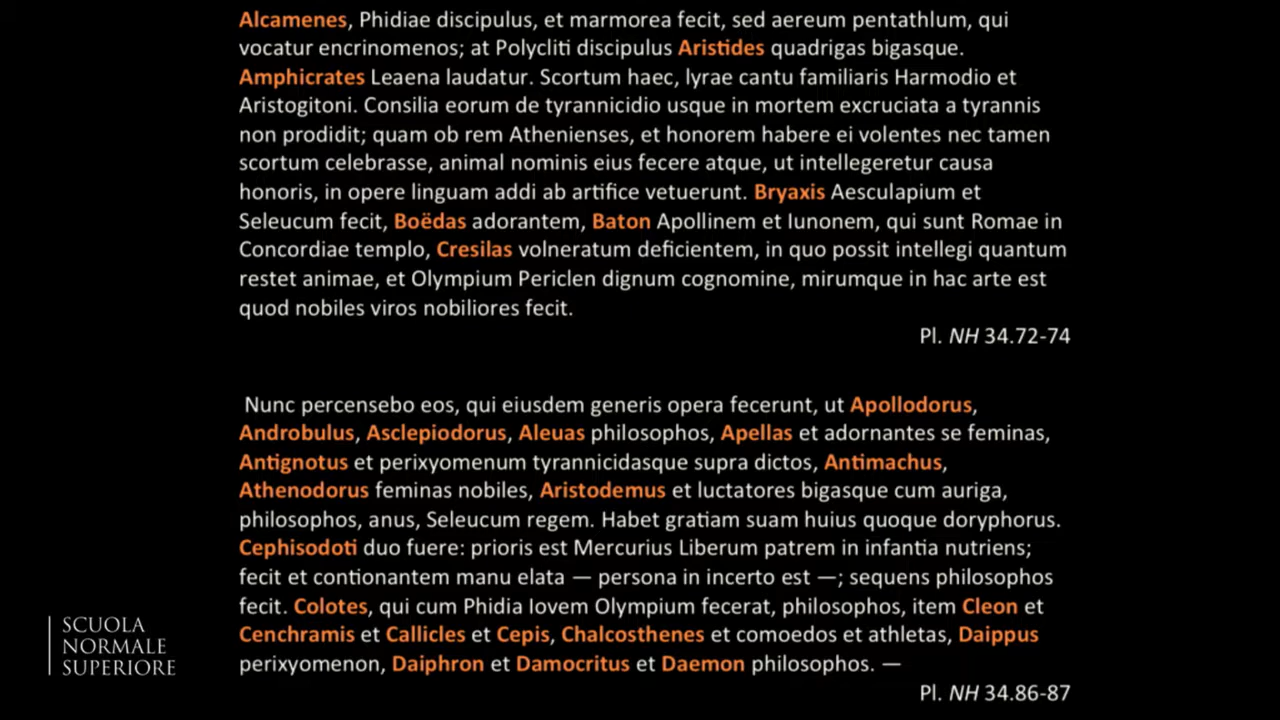 Alcamenes, Phidiae discipulus, et marmorea fecit, sed aereum pentathlum, qui
vocatur encrinomenos; at Polycliti discipulus Aristides quadrigas bigasque.
Amphicrates Leaena laudatur. Scortum haec, lyrae cantu familiaris Harmodio et
Aristogitoni. Consilia eorum de tyrannicidio usque in mortem excruciata a tyrannis
non prodidit; quam ob rem Athenienses, et honorem habere ei volentes nec tamen
scortum celebrasse, animal nominis eius fecere atque, ut intellegeretur causa
honoris, in opere linguam addi ab artifice vetuerunt. Bryaxis Aesculapium et
Seleucum fecit, Boëdas adorantem, Baton Apollinem et Iunonem, qui sunt Romae in
Concordiae templo, Cresilas volneratum deficientem, in quo possit intellegi quantum
restet animae, et Olympium Periclen dignum cognomine, mirumque in hac arte est
quod nobiles viros nobiliores fecit.
Pl. NH 34.72-74
Nunc percensebo eos, qui eiusdem generis opera fecerunt, ut Apollodorus,
Androbulus, Asclepiodorus, Aleuas philosophos, Apellas et adornantes se feminas,
Antignotus et perixyomenum tyrannicidasque supra dictos, Antimachus,
Athenodorus feminas nobiles, Aristodemus et luctatores bigasque cum auriga,
philosophos, anus, Seleucum regem. Habet gratiam suam huius quoque doryphorus.
Cephisodoti duo fuere: prioris est Mercurius Liberum patrem in infantia nutriens;
fecit et contionantem manu elata — persona in incerto est —; sequens philosophos
fecit. Colotes, qui cum Phidia Iovem Olympium fecerat, philosophos, item Cleon et
Cenchramis et Callicles et Cepis, Chalcosthenes et comoedos et athletas, Daippus
perixyomenon, Daiphron et Damocritus et Daemon philosophos. —
Pl. NH 34.86-87
SCUOLA
NORMALE
SUPERIORE